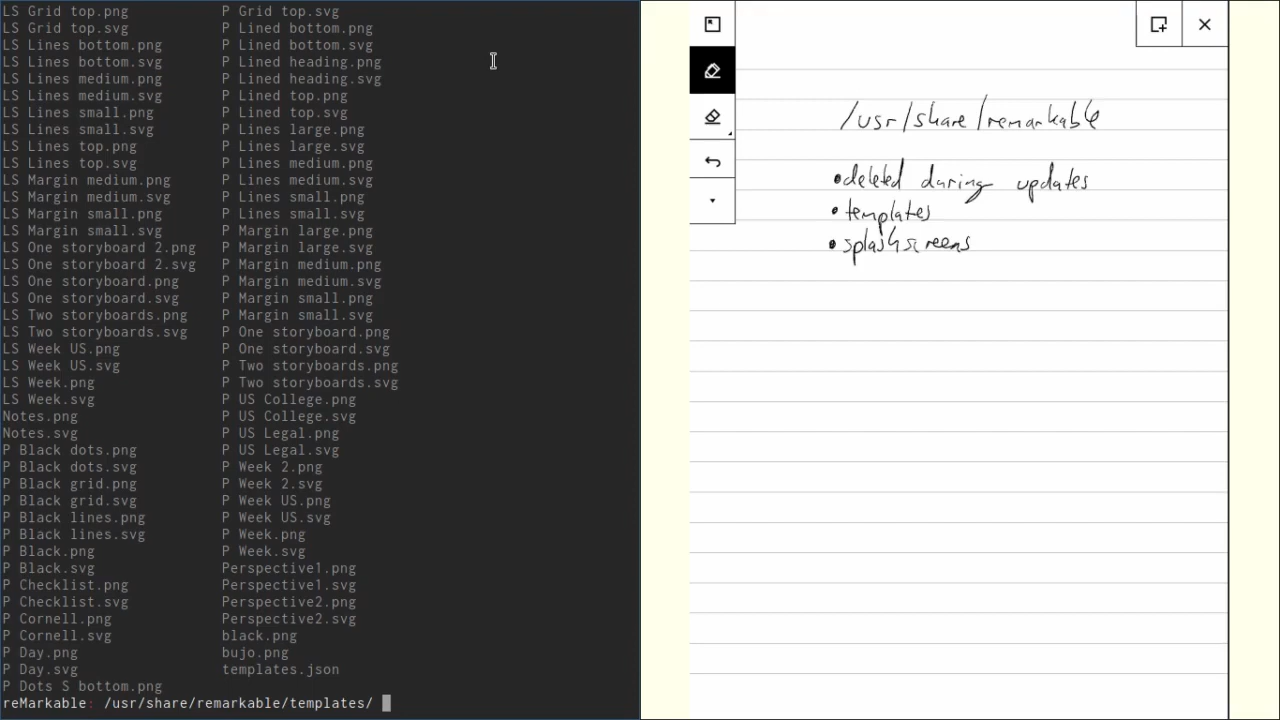 LS Grid top.png
LS Grid top.svg
LS Lines bottom.png
LS Lines bottom.svg
LS Lines medium.png
LS Lines medium.svg
LS Lines small.png
LS Lines small.svg
LS Lines top.png
LS Lines top.svg
LS Margin medium.png
LS Margin medium.svg
LS Margin small.png
LS Margin small.svg
LS One storyboard 2.png
LS One storyboard 2.svg
LS One storyboard.png
LS One storyboard.svg
LS Two storyboards.png
LS Two storyboards.svg
LS Week US.png
LS Week US.svg
LS Week.png
LS Week.svg
Notes.png
Notes.svg
P Black dots.png
P Black dots.svg
P Black grid.png
P Black grid.svg
P Black lines.png
P Black lines.svg
P Black.png
P Black.svg
P Checklist.png
P Checklist.svg
P Cornell.png
P Cornell.svg
P Day.png
P Day.svg
P Dots S bottom.png
P Grid top.svg
P Lined bottom.png
P Lined bottom.svg
P Lined heading.png
P Lined heading.svg
P Lined top.png
P Lined top.svg
P Lines large.png
P Lines large.svg
P Lines medium.png
P Lines medium.svg
P Lines small.png
P Lines small.svg
P Margin large.png
P Margin large.svg
P Margin medium.png
P Margin medium.svg
P Margin small.png
P Margin small.svg
P One storyboard.png
P One storyboard.svg
P Two storyboards.png
P Two storyboards.svg
P US College.png
P US College.svg
P US Legal.png
P US Legal.svg
P Week 2.png
P Week 2.svg
P Week US.png
P Week US.svg
P Week.png
P Week.svg
Perspective1.png
Perspective1.svg
Perspective2.png
Perspective2.svg
black.png
bujo.png
templates.json
reMarkable: /usr/share/remarkable/templates/
/usr/share/remarkable
•deleted during updates
•templates
•splashscreens